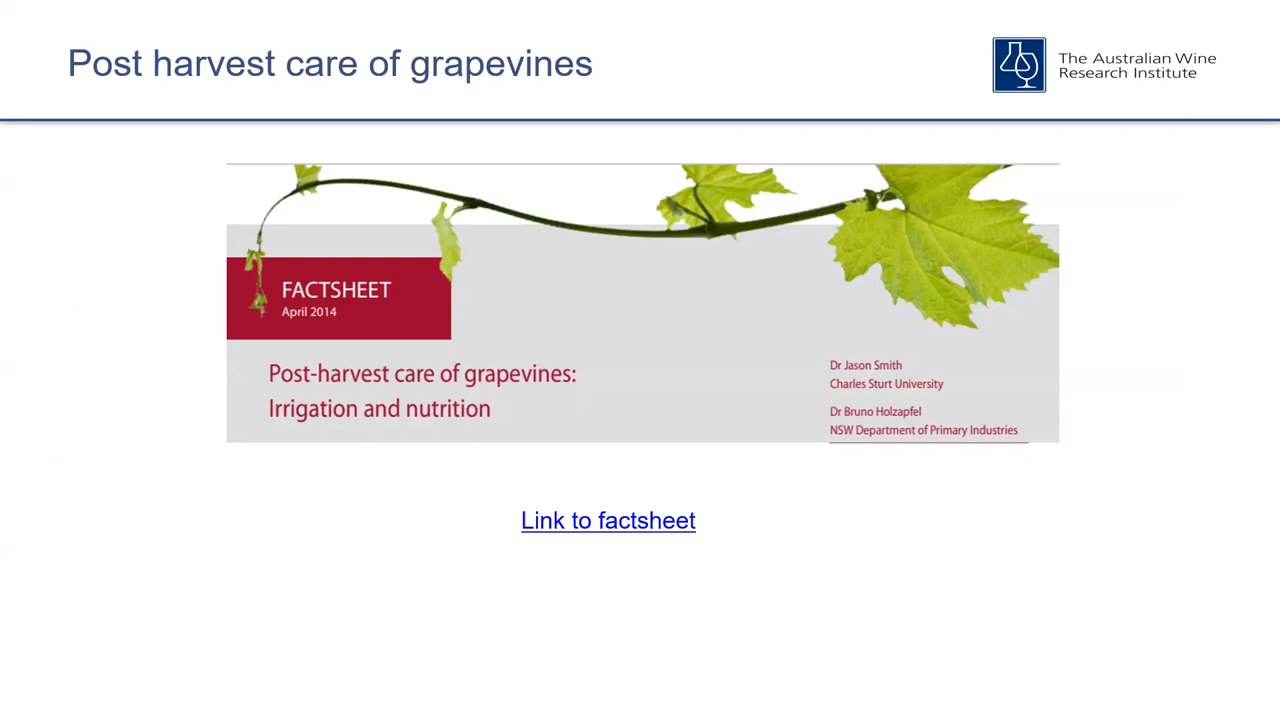 Post harvest care of grapevines
The Australian Wine
Research Institute
FACTSHEET
April 2014
Post-harvest care of grapevines:
Irrigation and nutrition
Dr Jason Smith
Charles Sturt University
Dr Bruno Holzapfel
NSW Department of Primary Industries
Link to factsheet